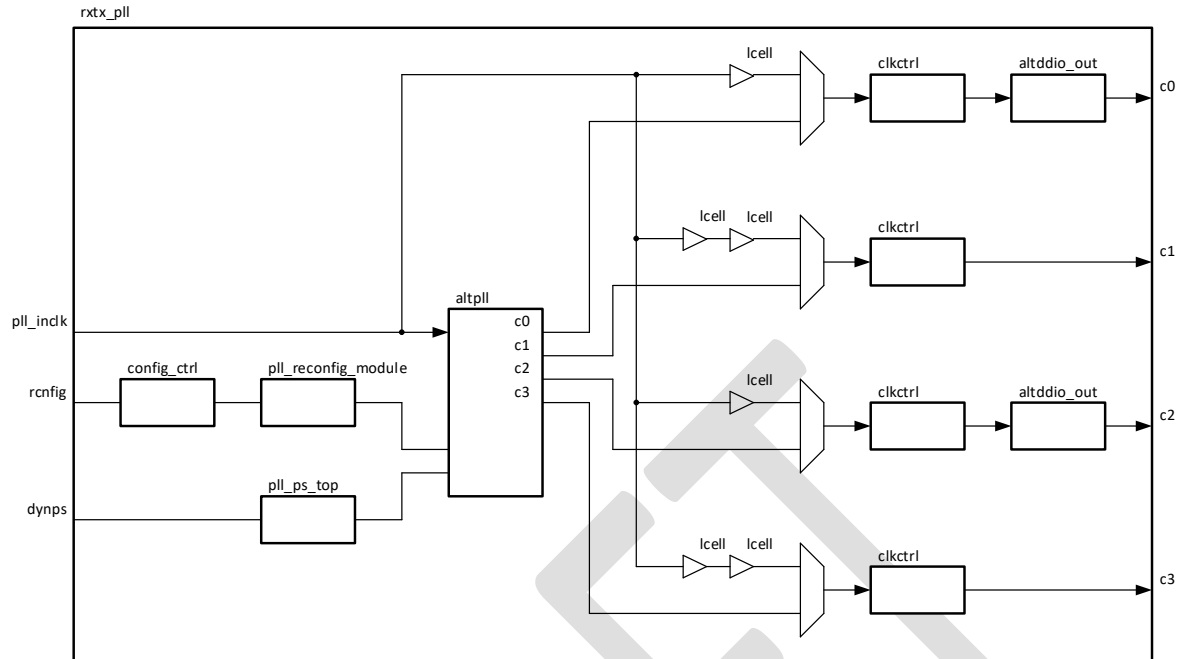 rxtx_pll
lcell
clkctrl
altddio_out
c0
lcell
lcell
clkctrl
c1
altpll
pll_inclk
c0
c1
c2
c3
config_ctrl
pll_reconfig_module
rcnfig
lcell
clkctrl
altddio_out
c2
pll_ps_top
dynps
lcell
lcell
clkctrl
c3